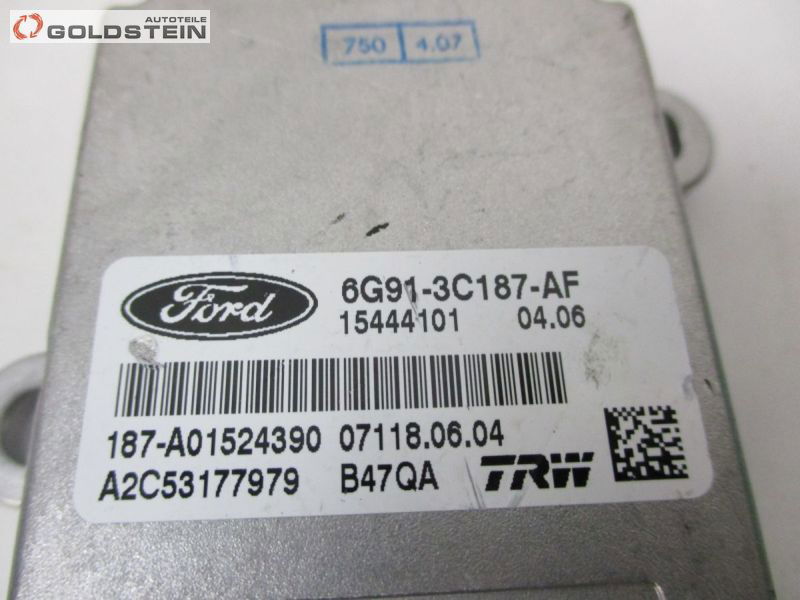 AUTOTEILE
GOLDSTEIN
750 4.07
Ford
6G91-3C187-AF
15444101 04.06
187-A01524390 07118.06.04
A2C53177979 B47QA TRW